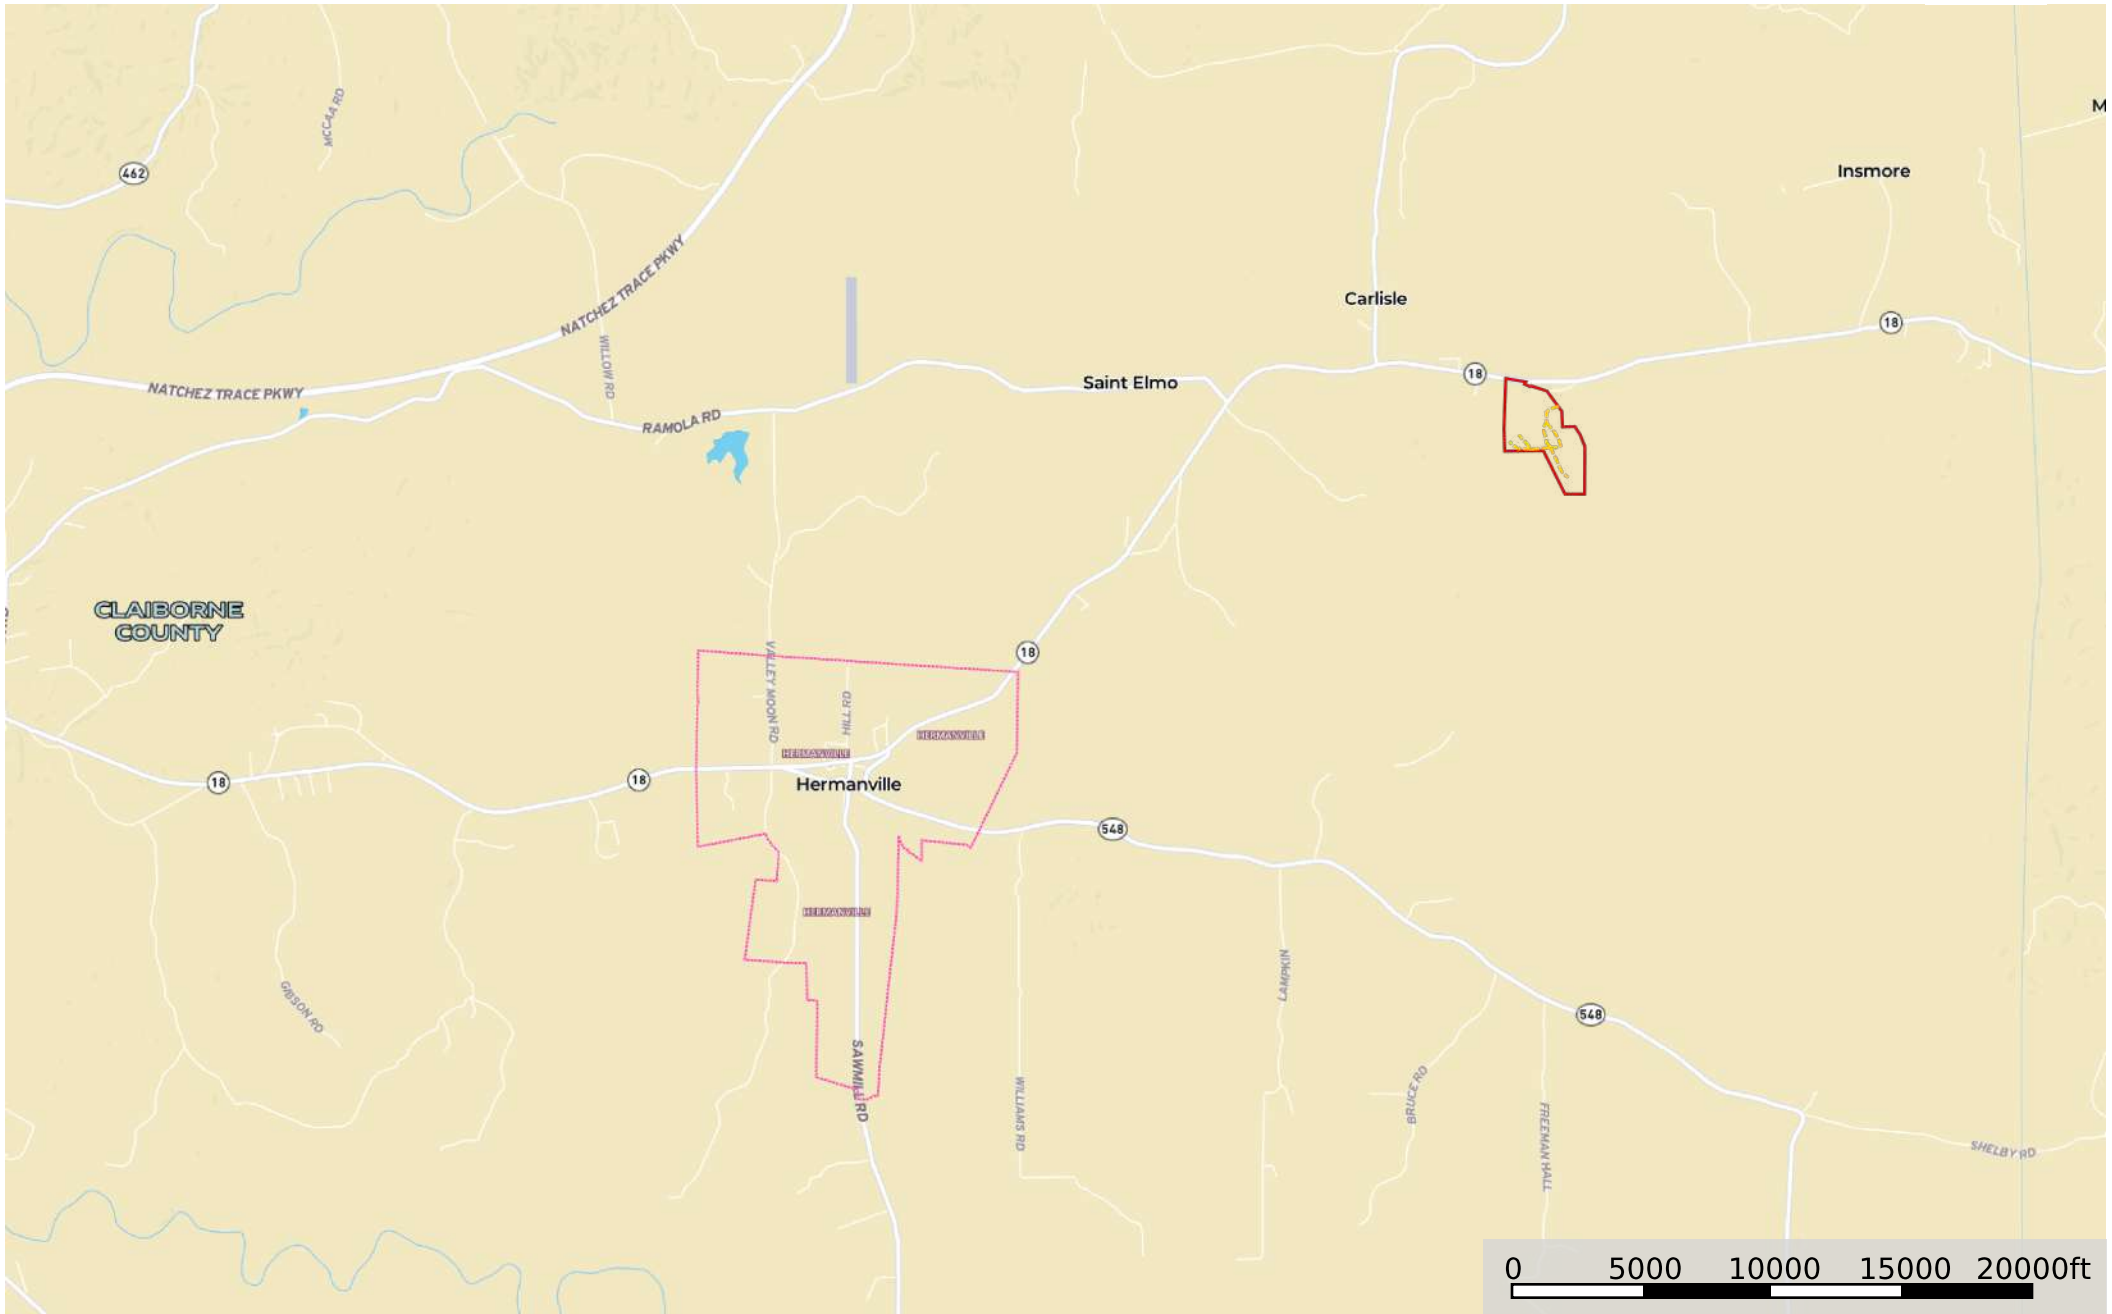 MCCAA RD
M
462
Insmore
NATCHEZ TRACE PKWY
Carlisle
18
WILLOW RD
18
Saint Elmo
NATCHEZ TRACE PKWY
RAMOLA RD
CLAIBORNE
COUNTY
18
VALLEY MOON RD
HILL RD
HERMANVILLE
HERMANVILLE
18
18
Hermanville
548
HERMANVILLE
LAMPKIN
GIBSON RD
548
SAWMILL RD
WILLIAMS RD
BRUCE RD
FREEMAN HALL
SHELBY RD
0 5000 10000 15000 20000ft